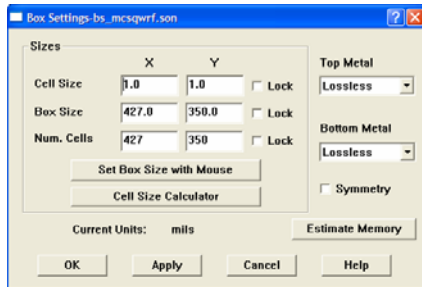 Box Settings-bs_mcsqwrf.son
Sizes
X Y
Cell Size 1.0 1.0 Lock
Box Size 427.0 350.0 Lock
Num. Cells 427 350 Lock
Set Box Size with Mouse
Cell Size Calculator
Top Metal
Lossless
Bottom Metal
Lossless
Symmetry
Current Units: mils
Estimate Memory
OK Apply Cancel Help